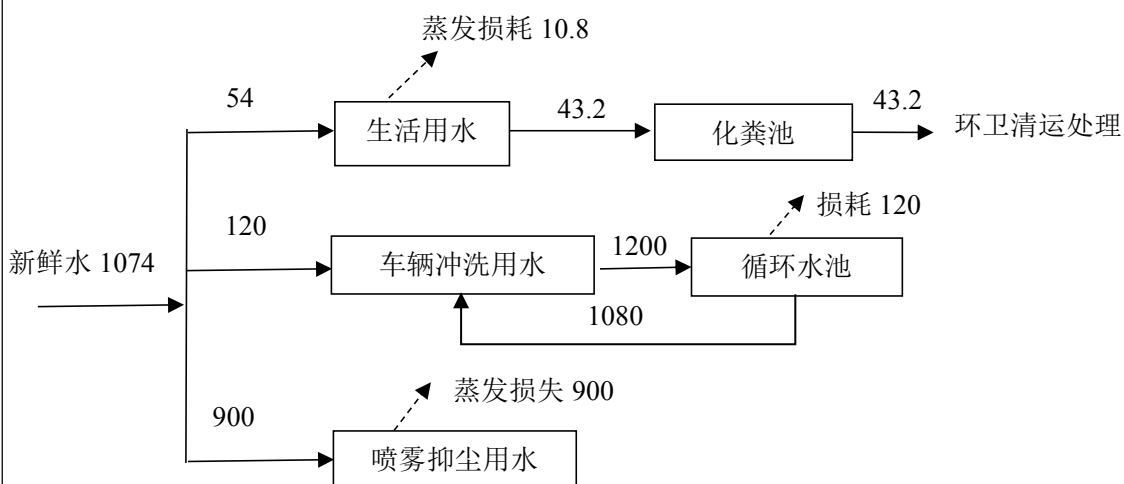 蒸发损耗 10.8
54
生活用水
43.2
化粪池
43.2
环卫清运处理
损耗 120
120
新鲜水 1074
车辆冲洗用水
1200
循环水池
1080
蒸发损失 900
900
喷雾抑尘用水